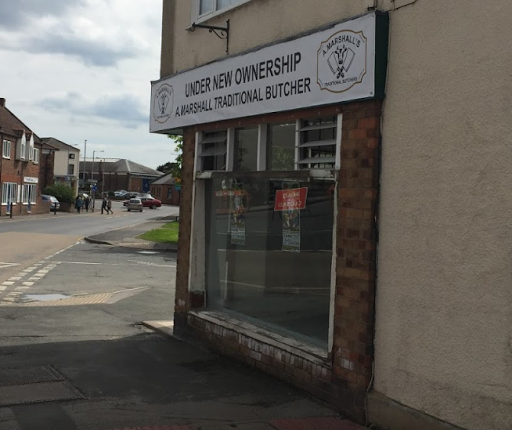 UNDER NEW OWNERSHIP
A.MARSHALL TRADITIONAL BUTCHER
A.MARSHALL'S
TRADITIONAL BUTCHERS